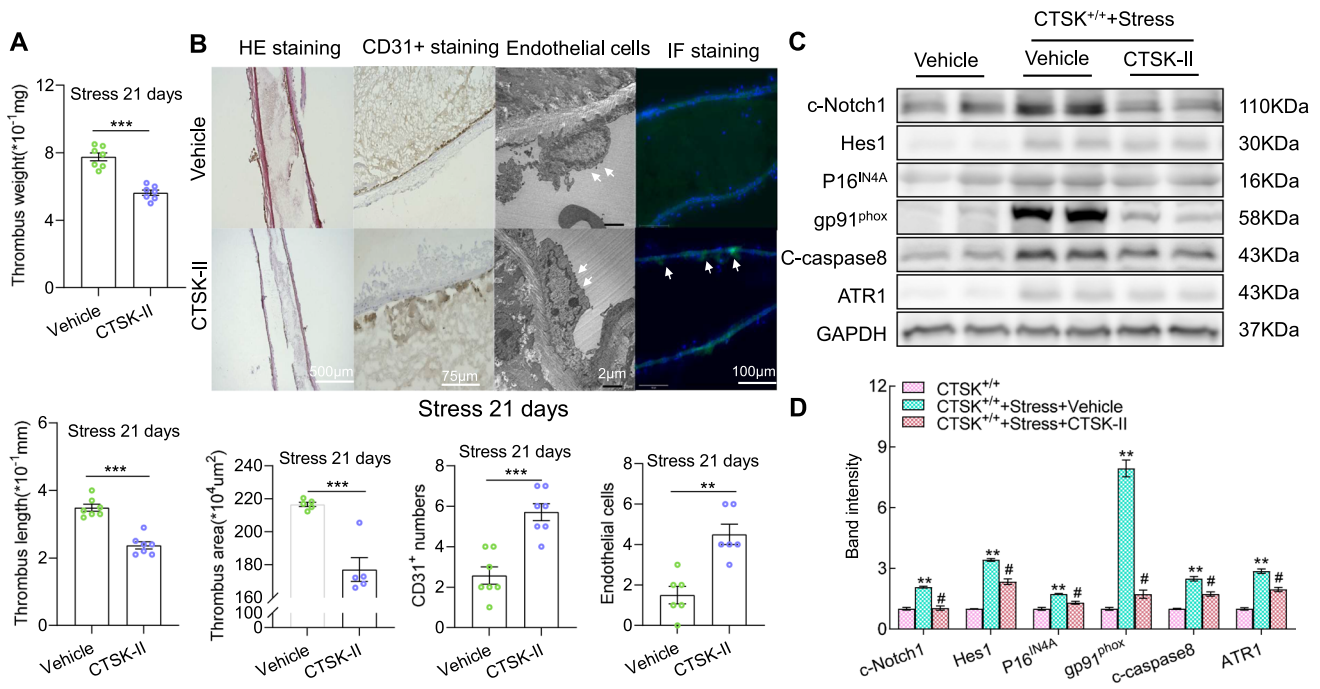 A
Stress 21 days
***
Thrombus weight(*10⁻¹mg)
12
9
6
3
0
Vehicle
CTSK-II
B
HE staining
CD31+ staining
Endothelial cells
IF staining
Vehicle
CTSK-II
500μm
75μm
2μm
100μm
Stress 21 days
C
CTSK+/++Stress
Vehicle
Vehicle
CTSK-II
c-Notch1
110KDa
Hes1
30KDa
P16IN4A
16KDa
gp91phox
58KDa
C-caspase8
43KDa
ATR1
43KDa
GAPDH
37KDa
Stress 21 days
***
Thrombus length(*10⁻¹mm)
6
4
2
0
Vehicle
CTSK-II
Stress 21 days
***
Thrombus area(*10⁴um²)
240
220
200
180
160
100
0
Vehicle
CTSK-II
Stress 21 days
***
CD31⁺ numbers
8
6
4
2
0
Vehicle
CTSK-II
Stress 21 days
**
Endothelial cells
8
6
4
2
0
Vehicle
CTSK-II
D
CTSK+/+
CTSK+/++Stress+Vehicle
CTSK+/++Stress+CTSK-II
Band intensity
12
9
6
3
0
**
#
**
#
**
#
**
#
**
#
**
#
c-Notch1
Hes1
P16IN4A
gp91phox
c-caspase8
ATR1